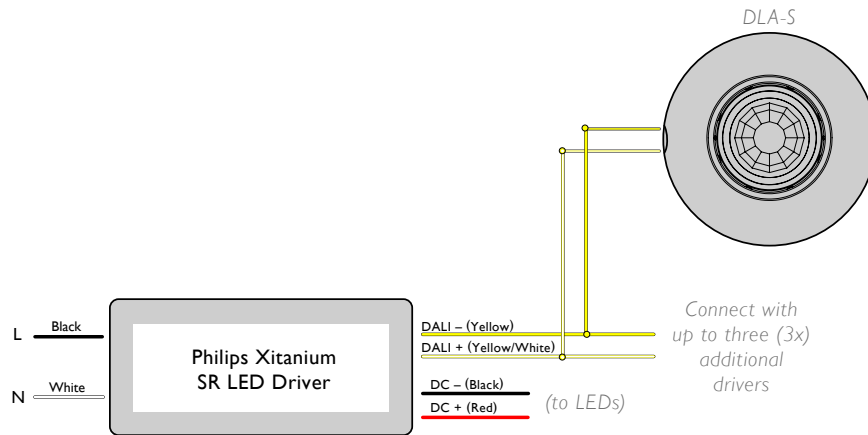 DLA-S
L
Black
N
White
Philips Xitanium
SR LED Driver
DALI – (Yellow)
DALI + (Yellow/White)
DC – (Black)
DC + (Red)
(to LEDs)
Connect with
up to three (3x)
additional
drivers